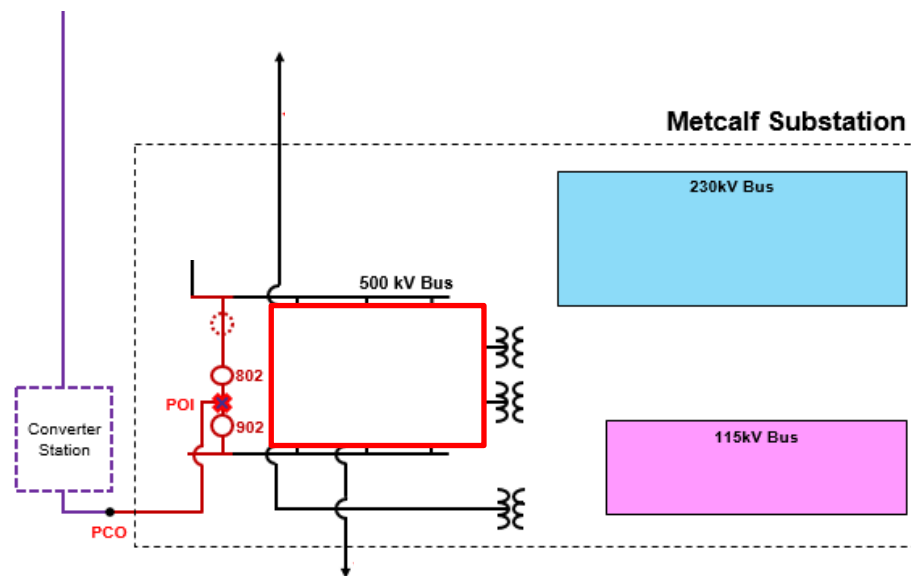 Metcalf Substation
230kV Bus
500 kV Bus
802
POI
902
Converter
Station
115kV Bus
PCO